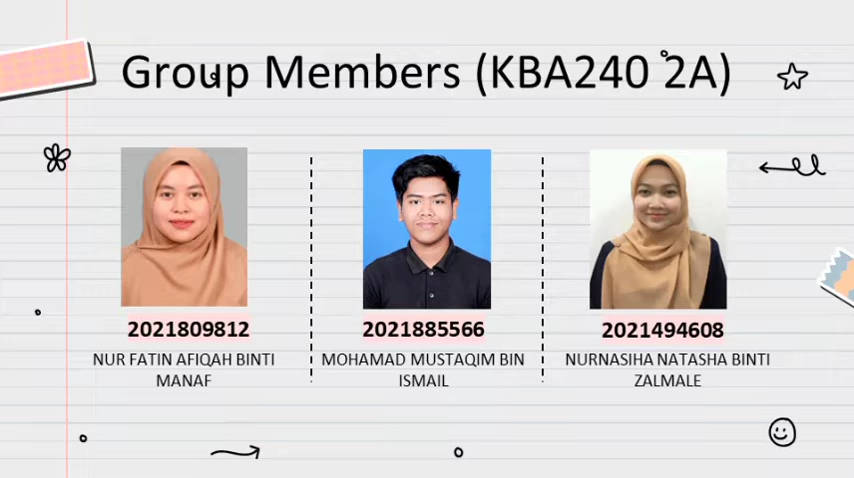 Group Members (KBA240 2A)
2021809812
NUR FATIN AFIQAH BINTI
MANAF
2021885566
MOHAMAD MUSTAQIM BIN
ISMAIL
2021494608
NURNASIHA NATASHA BINTI
ZALMALE